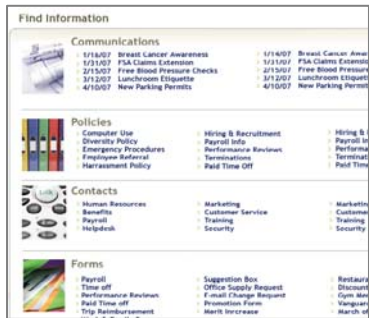 Find Information
Communications
1/16/07 Breast Cancer Awareness
1/31/07 FSA Claims Extension
2/15/07 Free Blood Pressure Checks
3/12/07 Lunchroom Etiquette
4/10/07 New Parking Permits
1/14/07 Breast Cancer Awar
1/31/07 FSA Claims Extensio
2/15/07 Free Blood Pressure
3/12/07 Lunchroom Etiquett
4/10/07 New Parking Permits
Policies
Computer Use
Diversity Policy
Emergency Procedures
Employee Referral
Harrassment Policy
Hiring & Recruitment
Payroll Info
Performance Reviews
Terminations
Paid Time Off
Hiring &
Payroll In
Performa
Terminat
Paid Time
Contacts
Human Resources
Benefits
Payroll
Helpdesk
Marketing
Customer Service
Training
Security
Marketin
Custome
Training
Security
Forms
Payroll
Time off
Performance Reviews
Paid Time off
Trip Reimbursement
Suggestion Box
Office Supply Request
E-mail Change Request
Promotion Form
Merit Increase
Restaura
Discount
Gym Me
Vanguar
March of